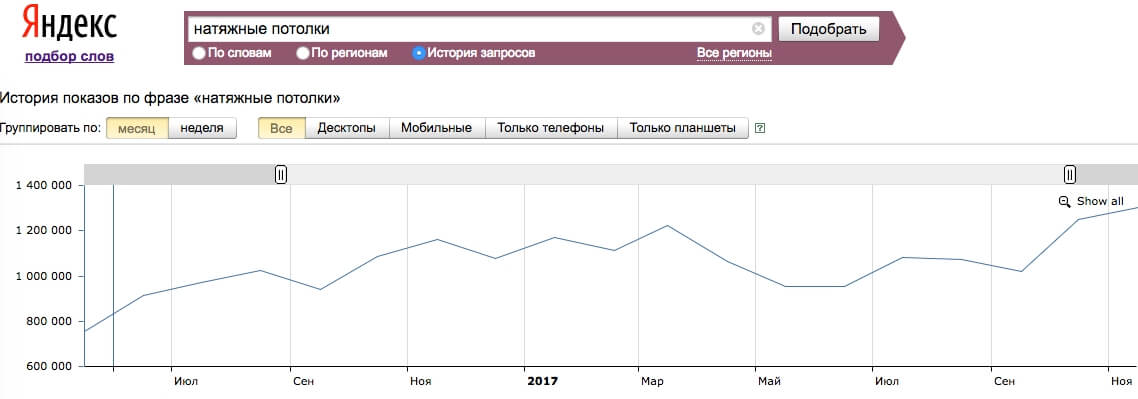 Яндекс
подбор слов
натяжные потолки
Подобрать
По словам По регионам История запросов Все регионы
История показов по фразе «натяжные потолки»
Группировать по: месяц неделя Все Десктопы Мобильные Только телефоны Только планшеты ?
Show all
1 400 000
1 200 000
1 000 000
800 000
600 000
Июл Сен Ноя 2017 Мар Май Июл Сен Ноя